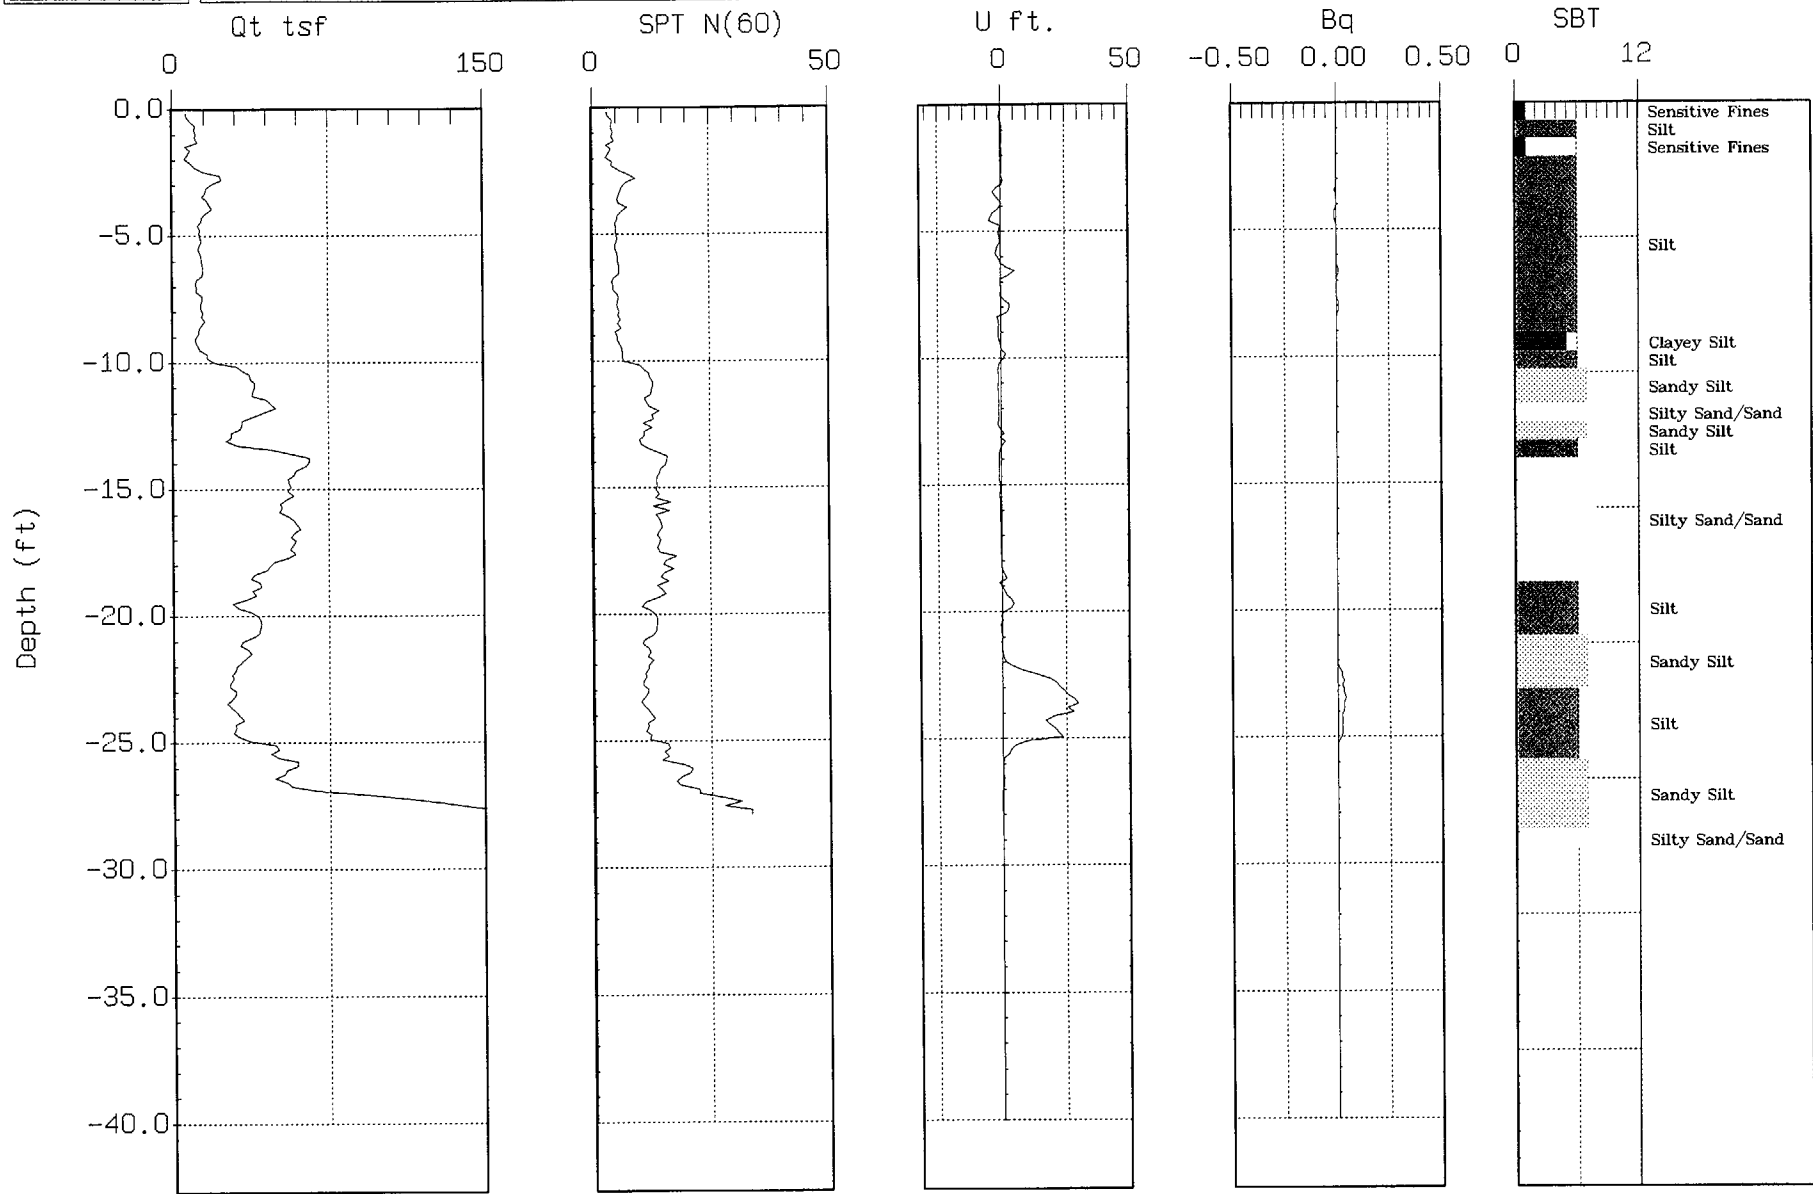 Qt tsf
SPT N(60)
U ft.
Bq
SBT
0
150
0
50
0
50
-0.50
0.00
0.50
0
12
0.0
-5.0
-10.0
-15.0
-20.0
-25.0
-30.0
-35.0
-40.0
Depth (ft)
Sensitive Fines
Silt
Sensitive Fines
Silt
Clayey Silt
Silt
Sandy Silt
Silty Sand/Sand
Sandy Silt
Silt
Silty Sand/Sand
Silt
Sandy Silt
Silt
Sandy Silt
Silty Sand/Sand